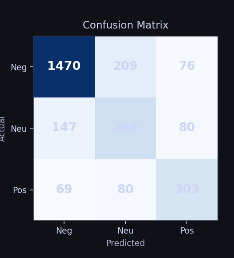 Confusion Matrix
Neg 1470 209 76
Neu 147 80
Pos 69 80 303
Neg Neu Pos
Predicted
Actual